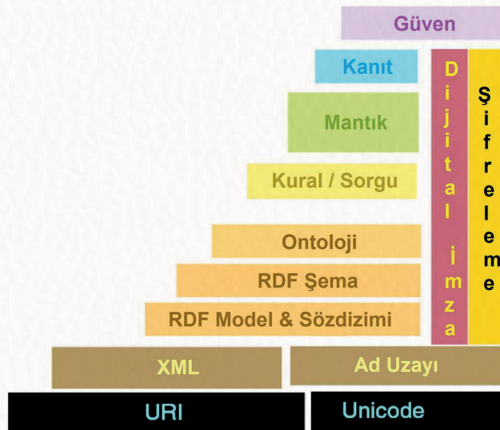 Güven
Kanıt
Mantık
Kural / Sorgu
Ontoloji
RDF Şema
RDF Model & Sözdizimi
Dijital İmza
Şifreleme
XML
Ad Uzayı
URI
Unicode